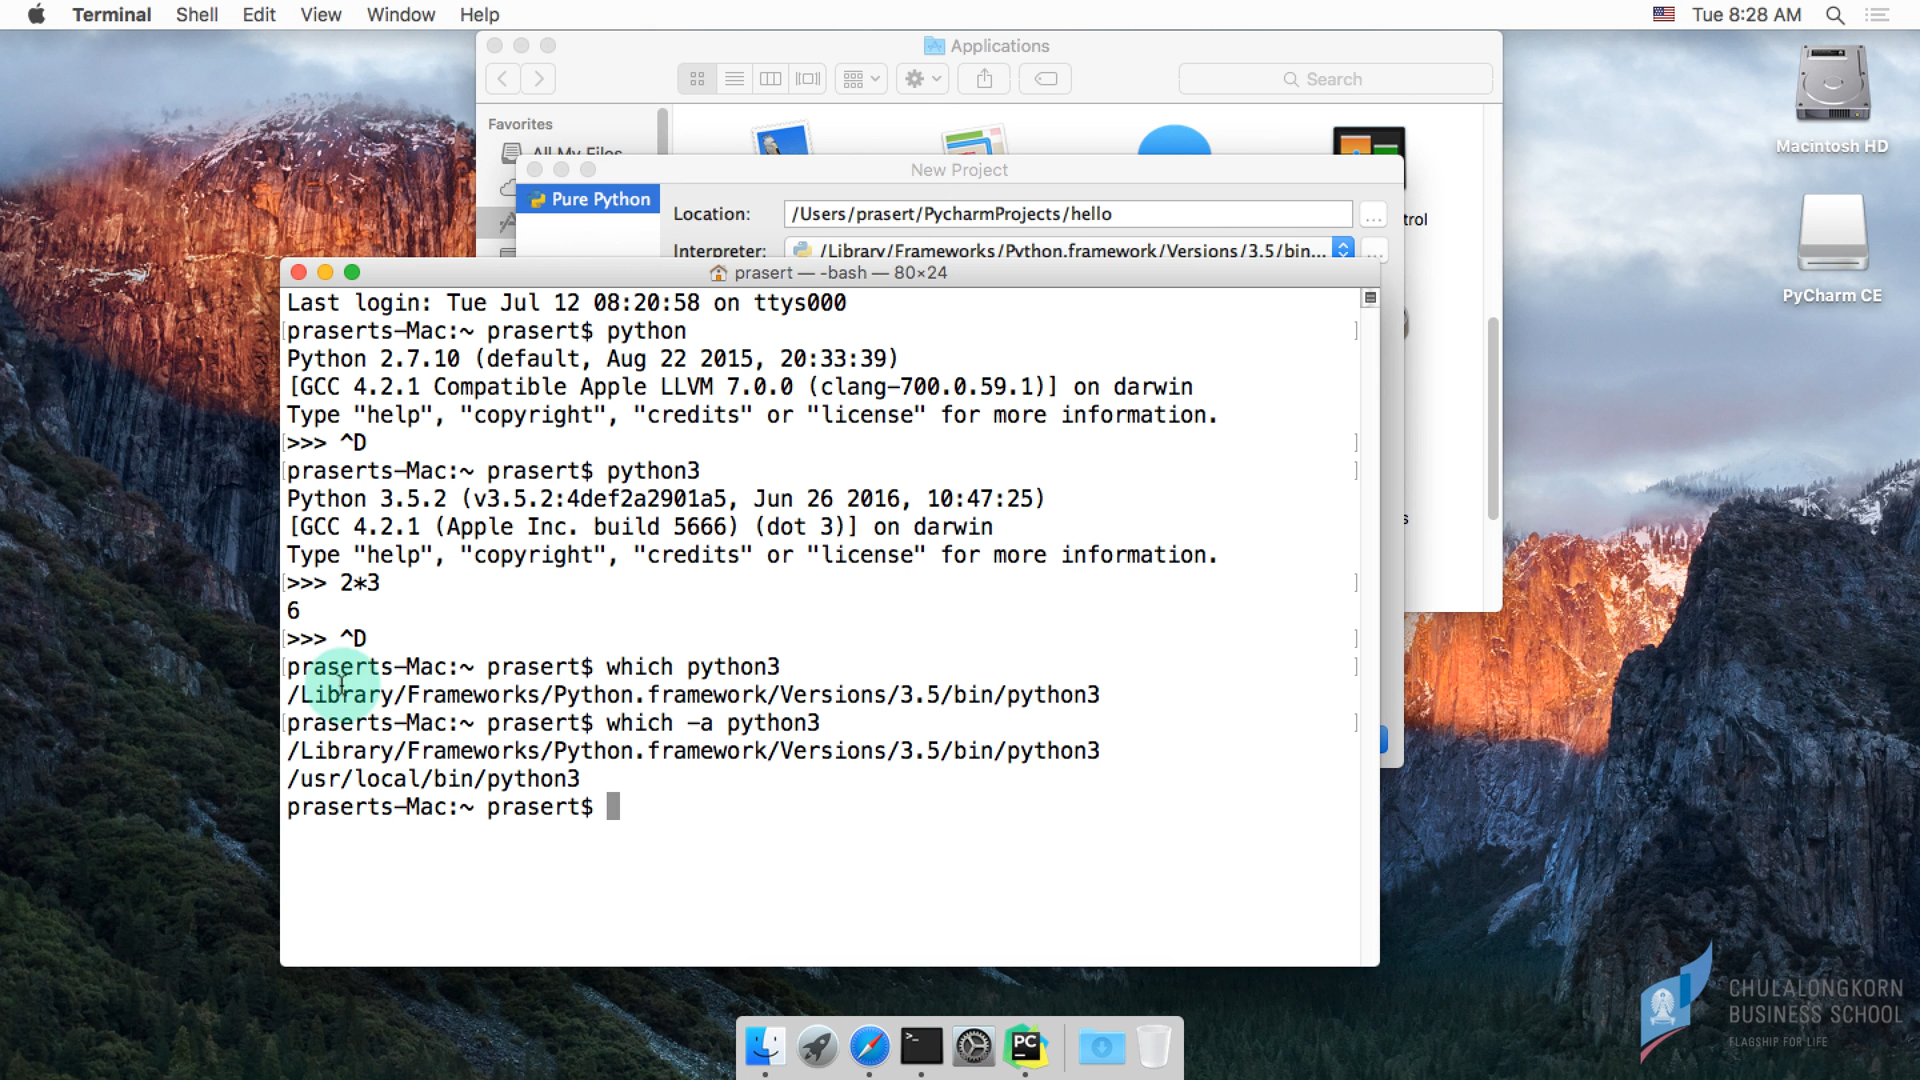 Terminal Shell Edit View Window Help
Tue 8:28 AM
Applications
Search
Favorites
All My Files
Macintosh HD
New Project
Pure Python
Location: /Users/prasert/PycharmProjects/hello ...
trol
Interpreter: /Library/Frameworks/Python.framework/Versions/3.5/bin... ...
PyCharm CE
prasert — -bash — 80×24
Last login: Tue Jul 12 08:20:58 on ttys000
praserts-Mac:~ prasert$ python
Python 2.7.10 (default, Aug 22 2015, 20:33:39)
[GCC 4.2.1 Compatible Apple LLVM 7.0.0 (clang-700.0.59.1)] on darwin
Type "help", "copyright", "credits" or "license" for more information.
>>> ^D
praserts-Mac:~ prasert$ python3
Python 3.5.2 (v3.5.2:4def2a2901a5, Jun 26 2016, 10:47:25)
[GCC 4.2.1 (Apple Inc. build 5666) (dot 3)] on darwin
Type "help", "copyright", "credits" or "license" for more information.
>>> 2*3
6
>>> ^D
praserts-Mac:~ prasert$ which python3
/Library/Frameworks/Python.framework/Versions/3.5/bin/python3
praserts-Mac:~ prasert$ which -a python3
/Library/Frameworks/Python.framework/Versions/3.5/bin/python3
/usr/local/bin/python3
praserts-Mac:~ prasert$
PC
CHULALONGKORN
BUSINESS SCHOOL
FLAGSHIP FOR LIFE